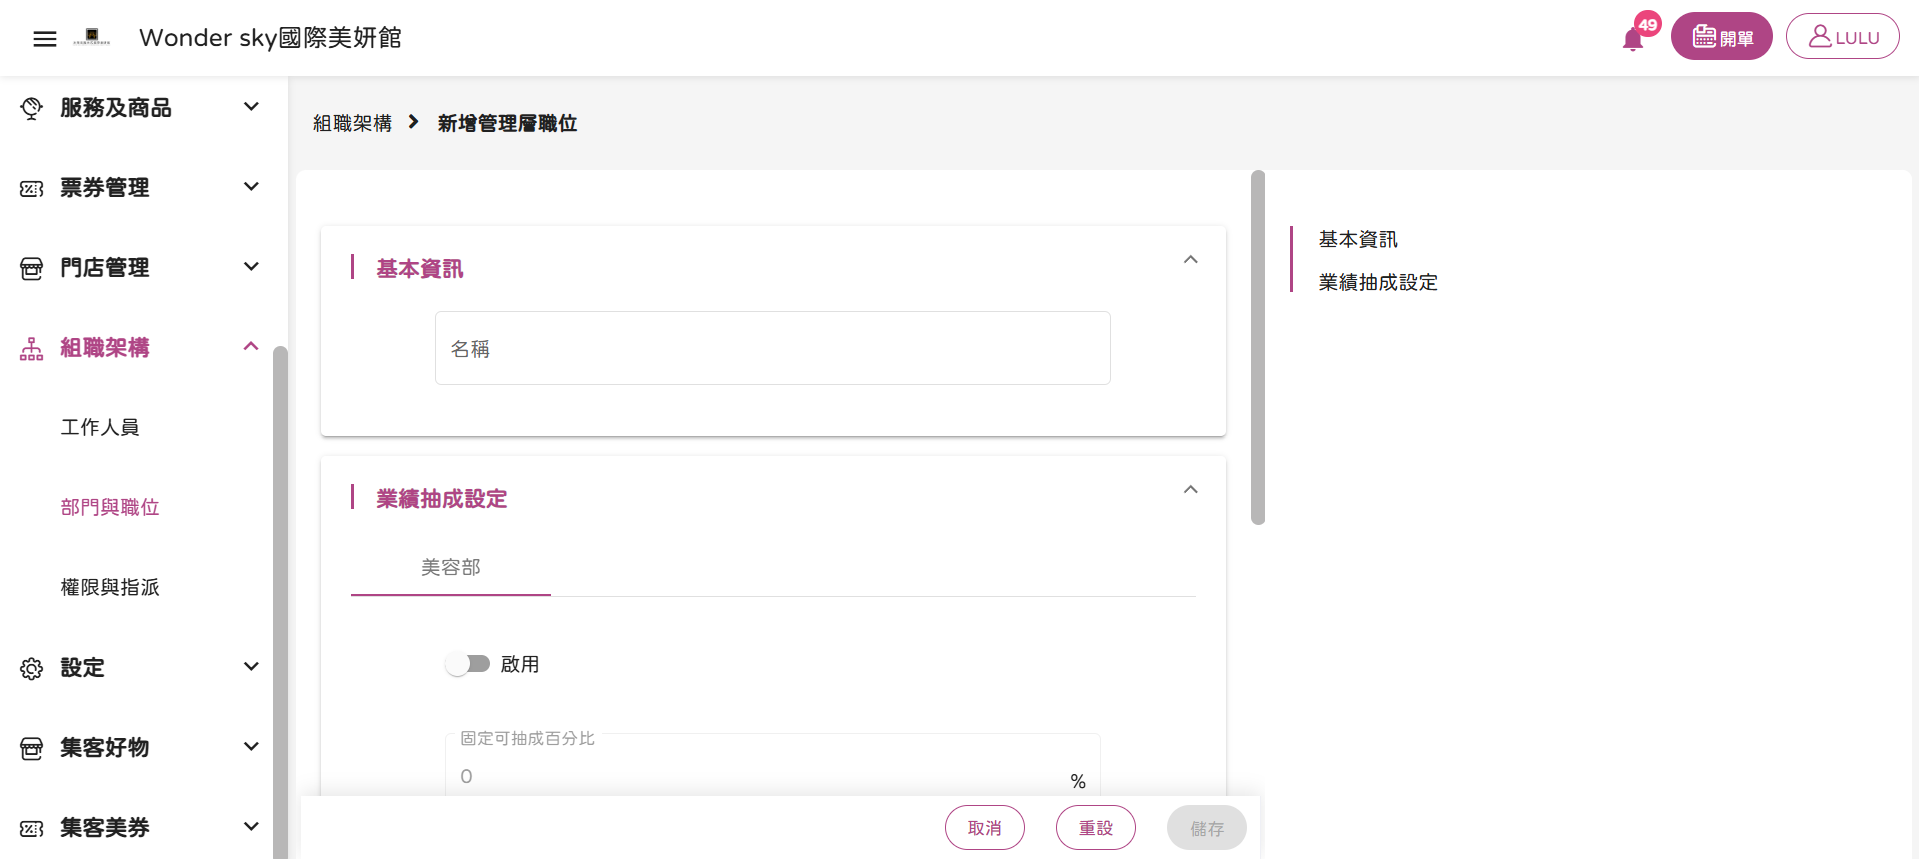 Wonder sky國際美妍館
49
開單
LULU
服務及商品
票券管理
門店管理
組職架構
工作人員
部門與職位
權限與指派
設定
集客好物
集客美券
組職架構
新增管理層職位
基本資訊
名稱
業績抽成設定
美容部
啟用
固定可抽成百分比
0
%
取消
重設
儲存
基本資訊
業績抽成設定